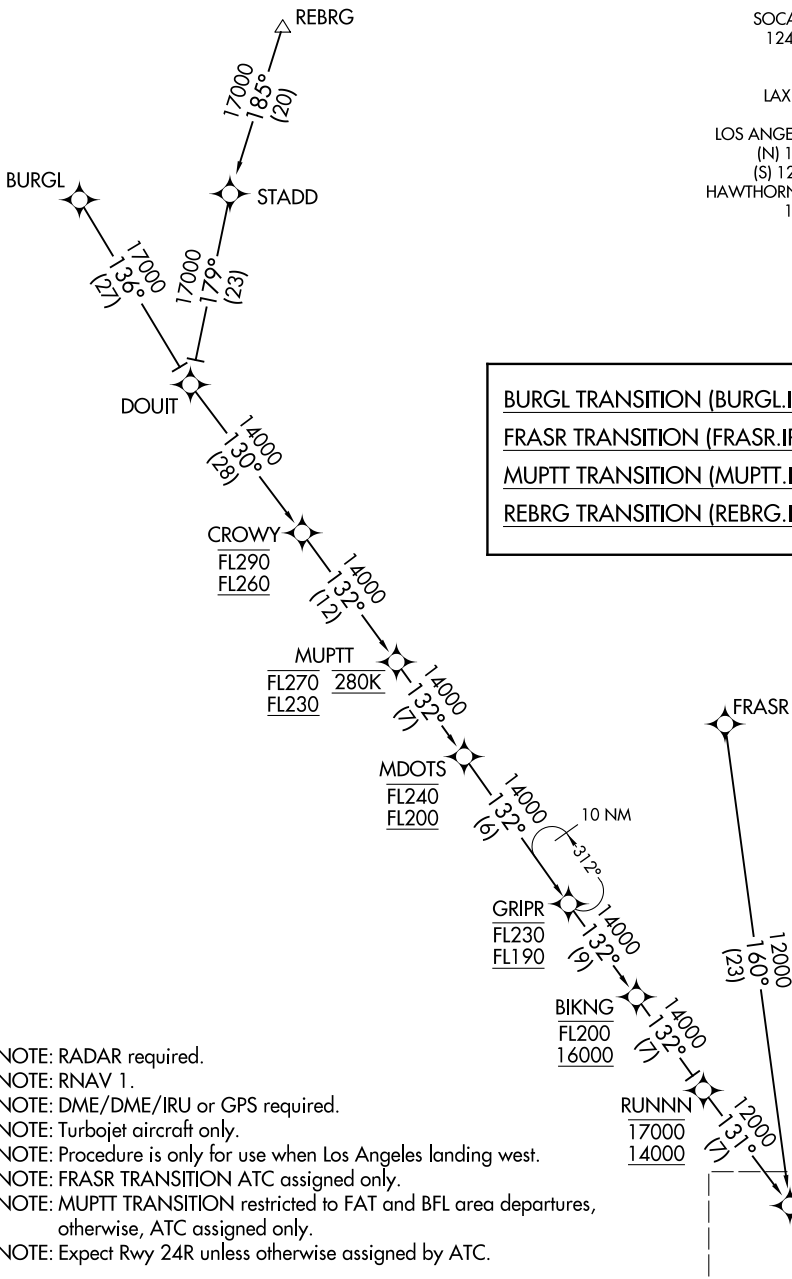 REBRG
17000
185°
(20)
SOCA
124
LAX
LOS ANGE
(N) 1
(S) 12
HAWTHORN
1
BURGL
STADD
17000
136°
(27)
17000
179°
(23)
DOUIT
BURGL TRANSITION (BURGL.I
FRASR TRANSITION (FRASR.IR
MUPTT TRANSITION (MUPTT.I
REBRG TRANSITION (REBRG.I
14000
130°
(28)
CROWY
FL290
FL260
14000
132°
(12)
MUPTT
FL270 280K
FL230
14000
132°
(7)
FRASR
MDOTS
FL240
FL200
14000
132°
(6)
10 NM
312°
GRIPR
FL230
FL190
14000
132°
(9)
12000
160°
(23)
BIKNG
FL200
16000
14000
132°
(7)
RUNNN
17000
14000
12000
131°
(7)
NOTE: RADAR required.
NOTE: RNAV 1.
NOTE: DME/DME/IRU or GPS required.
NOTE: Turbojet aircraft only.
NOTE: Procedure is only for use when Los Angeles landing west.
NOTE: FRASR TRANSITION ATC assigned only.
NOTE: MUPTT TRANSITION restricted to FAT and BFL area departures,
otherwise, ATC assigned only.
NOTE: Expect Rwy 24R unless otherwise assigned by ATC.